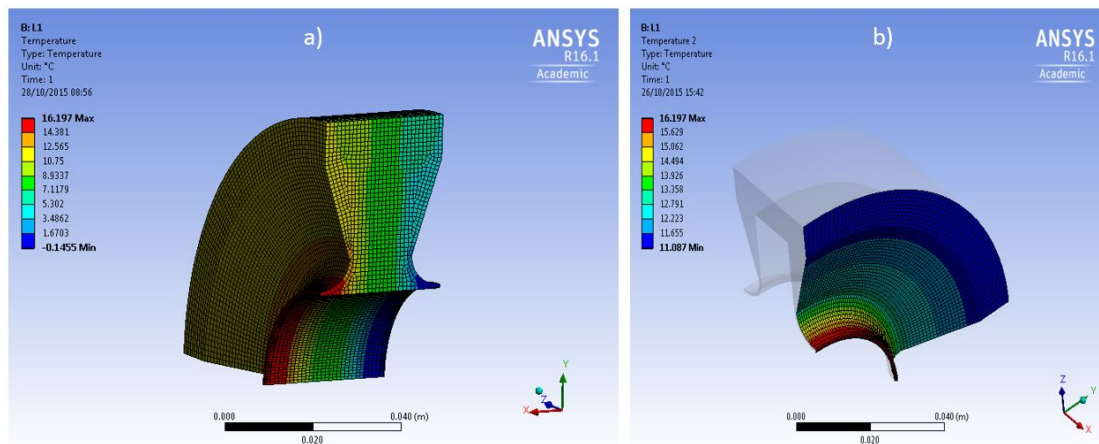 B: L1
Temperature
Type: Temperature
Unit: °C
Time: 1
28/10/2015 08:56
16.197 Max
14.381
12.565
10.75
8.9337
7.1179
5.302
3.4862
1.6703
-0.1455 Min
a)
ANSYS
R16.1
Academic
Y
Z
X
0.000
0.040 (m)
0.020
B: L1
Temperature 2
Type: Temperature
Unit: °C
Time: 1
26/10/2015 15:42
16.197 Max
15.629
15.062
14.494
13.926
13.358
12.791
12.223
11.655
11.087 Min
b)
ANSYS
R16.1
Academic
Z
Y
X
0.000
0.040 (m)
0.020